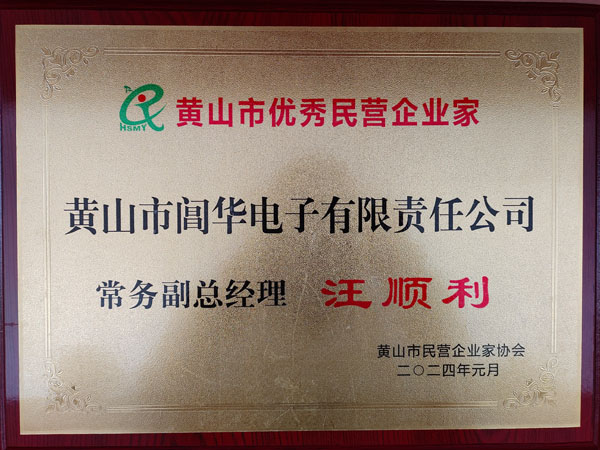 HSMY
黄山市优秀民营企业家
黄山市阊华电子有限责任公司
常务副总经理 汪顺利
黄山市民营企业家协会
二〇二四年元月